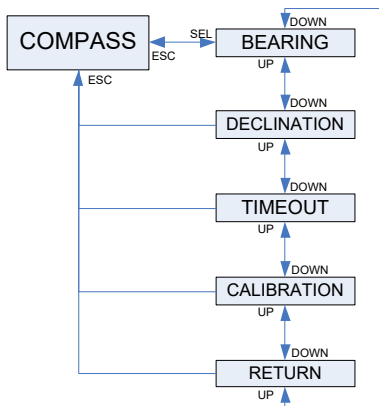 DOWN
COMPASS
SEL
BEARING
ESC
UP
ESC
DOWN
DECLINATION
UP
DOWN
TIMEOUT
UP
DOWN
CALIBRATION
UP
DOWN
RETURN
UP